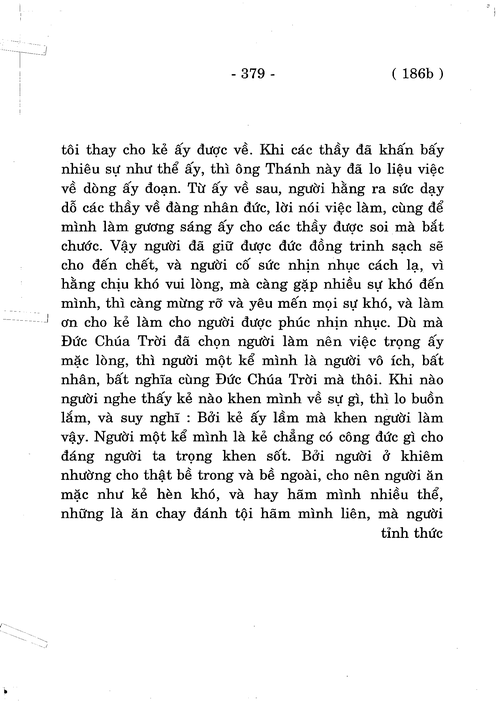 - 379 - ( 186b )
tôi thay cho kẻ ấy được về. Khi các thầy đã khấn bấy
nhiêu sự như thể ấy, thì ông Thánh này đã lo liệu việc
về dòng ấy đoạn. Từ ấy về sau, người hằng ra sức dạy
dỗ các thầy về đàng nhân đức, lời nói việc làm, cùng để
mình làm gương sáng ấy cho các thầy được soi mà bắt
chước. Vậy người đã giữ được đức đồng trinh sạch sẽ
cho đến chết, và người cố sức nhịn nhục cách lạ, vì
hằng chịu khó vui lòng, mà càng gặp nhiều sự khó đến
mình, thì càng mừng rỡ và yêu mến mọi sự khó, và làm
ơn cho kẻ làm cho người được phúc nhịn nhục. Dù mà
Đức Chúa Trời đã chọn người làm nên việc trọng ấy
mặc lòng, thì người một kể mình là người vô ích, bất
nhân, bất nghĩa cùng Đức Chúa Trời mà thôi. Khi nào
người nghe thấy kẻ nào khen mình về sự gì, thì lo buồn
lắm, và suy nghĩ : Bởi kẻ ấy lầm mà khen người làm
vậy. Người một kể mình là kẻ chẳng có công đức gì cho
đáng người ta trọng khen sốt. Bởi người ở khiêm
nhường cho thật bề trong và bề ngoài, cho nên người ăn
mặc như kẻ hèn khó, và hay hãm mình nhiều thể,
những là ăn chay đánh tội hãm mình liên, mà người
tỉnh thức